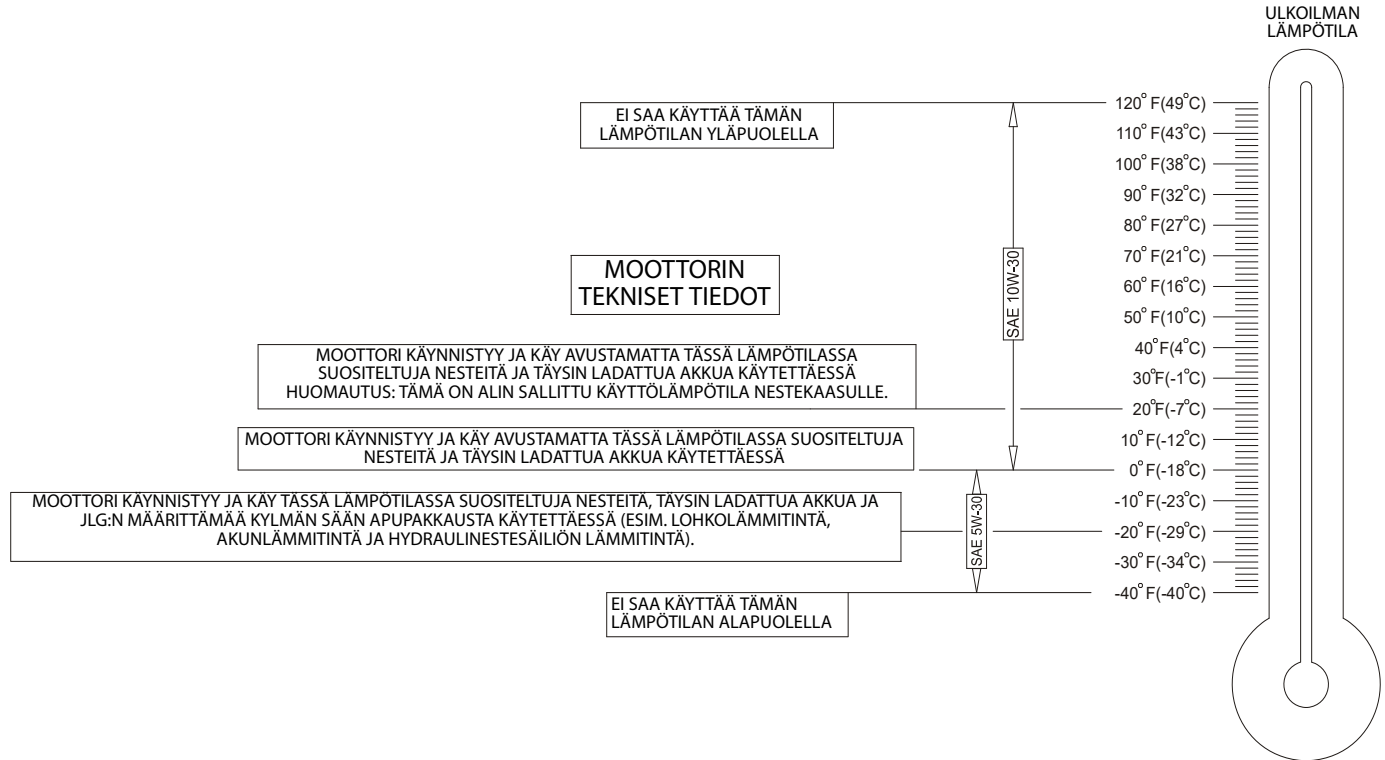 ULKOILMAN
LÄMPÖTILA
EI SAA KÄYTTÄÄ TÄMÄN
LÄMPÖTILAN YLÄPUOLELLA
120° F(49°C)
110° F(43°C)
100° F(38°C)
90° F(32°C)
80° F(27°C)
70° F(21°C)
60° F(16°C)
50° F(10°C)
40°F(4°C)
30°F(-1°C)
20°F(-7°C)
10° F(-12°C)
0° F(-18°C)
-10° F(-23°C)
-20° F(-29°C)
-30° F(-34°C)
-40° F(-40°C)
SAE 10W-30
MOOTTORIN
TEKNISET TIEDOT
MOOTTORI KÄYNNISTYY JA KÄY AVUSTAMATTA TÄSSÄ LÄMPÖTILASSA
SUOSITELTUJA NESTEITÄ JA TÄYSIN LADATTUA AKKUA KÄYTETTÄESSÄ
HUOMAUTUS: TÄMÄ ON ALIN SALLITTU KÄYTTÖLÄMPÖTILA NESTEKAASULLE.
MOOTTORI KÄYNNISTYY JA KÄY AVUSTAMATTA TÄSSÄ LÄMPÖTILASSA SUOSITELTUJA
NESTEITÄ JA TÄYSIN LADATTUA AKKUA KÄYTETTÄESSÄ
MOOTTORI KÄYNNISTYY JA KÄY TÄSSÄ LÄMPÖTILASSA SUOSITELTUJA NESTEITÄ, TÄYSIN LADATTUA AKKUA JA
JLG:N MÄÄRITTÄMÄÄ KYLMÄN SÄÄN APUPAKKAUSTA KÄYTETTÄESSÄ (ESIM. LOHKOLÄMMITINTÄ,
AKUNLÄMMITINTÄ JA HYDRAULINESTESÄILIÖN LÄMMITINTÄ).
SAE 5W-30
EI SAA KÄYTTÄÄ TÄMÄN
LÄMPÖTILAN ALAPUOLELLA